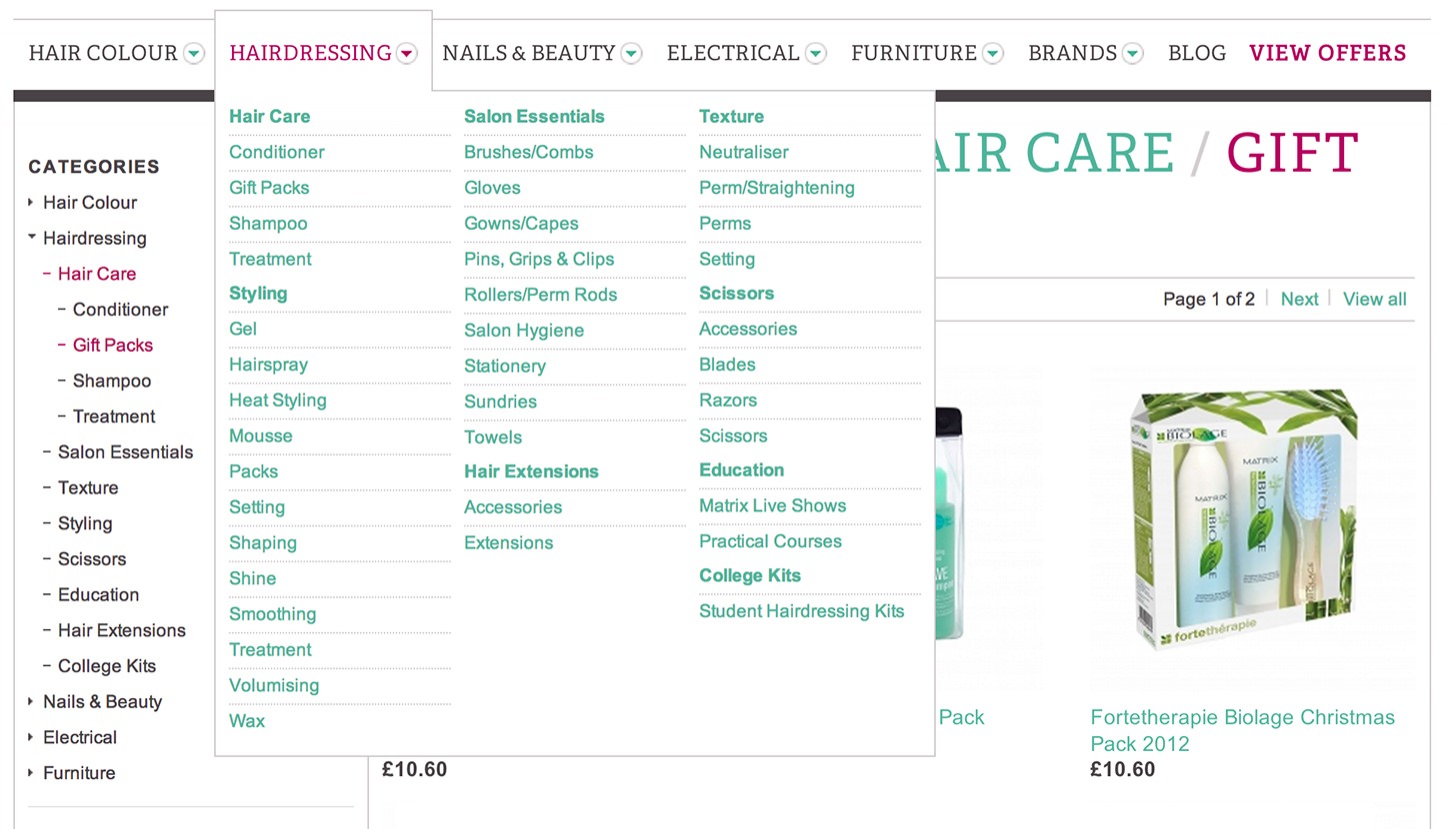 HAIR COLOUR
HAIRDRESSING
NAILS & BEAUTY
ELECTRICAL
FURNITURE
BRANDS
BLOG
VIEW OFFERS
CATEGORIES
Hair Colour
Hairdressing
Hair Care
Conditioner
Gift Packs
Shampoo
Treatment
Salon Essentials
Texture
Styling
Scissors
Education
Hair Extensions
College Kits
Nails & Beauty
Electrical
Furniture
Hair Care
Conditioner
Gift Packs
Shampoo
Treatment
Styling
Gel
Hairspray
Heat Styling
Mousse
Packs
Setting
Shaping
Shine
Smoothing
Treatment
Volumising
Wax
Salon Essentials
Brushes/Combs
Gloves
Gowns/Capes
Pins, Grips & Clips
Rollers/Perm Rods
Salon Hygiene
Stationery
Sundries
Towels
Hair Extensions
Accessories
Extensions
Texture
Neutraliser
Perm/Straightening
Perms
Setting
Scissors
Accessories
Blades
Razors
Scissors
Education
Matrix Live Shows
Practical Courses
College Kits
Student Hairdressing Kits
AIR CARE / GIFT
Page 1 of 2 | Next | View all
MATRIX
BIOLAGE
MATRIX
BIOLAGE
MATRIX
BIOLAGE
fortethérapie
Pack
£10.60
Fortetherapie Biolage Christmas
Pack 2012
£10.60